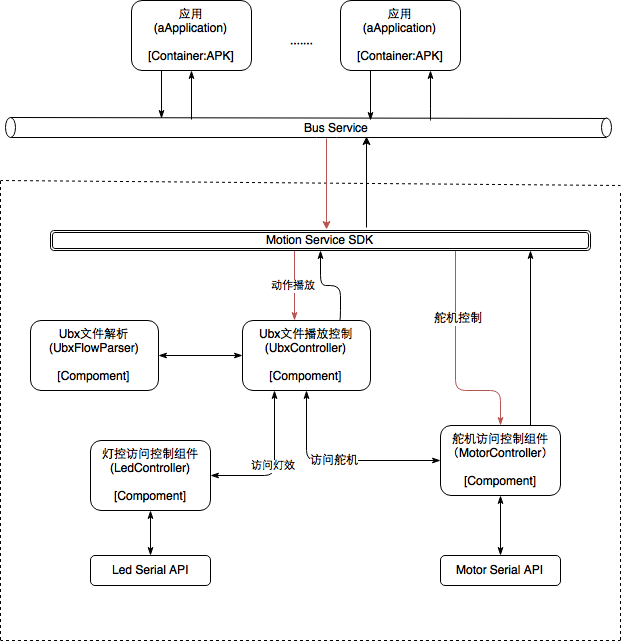 应用
(aApplication)
[Container:APK]
.......
应用
(aApplication)
[Container:APK]
Bus Service
Motion Service SDK
动作播放
舵机控制
Ubx文件解析
(UbxFlowParser)
[Compoment]
Ubx文件播放控制
(UbxController)
[Compoment]
灯控访问控制组件
(LedController)
[Compoment]
访问灯效
访问舵机
舵机访问控制组件
（MotorController）
[Compoment]
Led Serial API
Motor Serial API